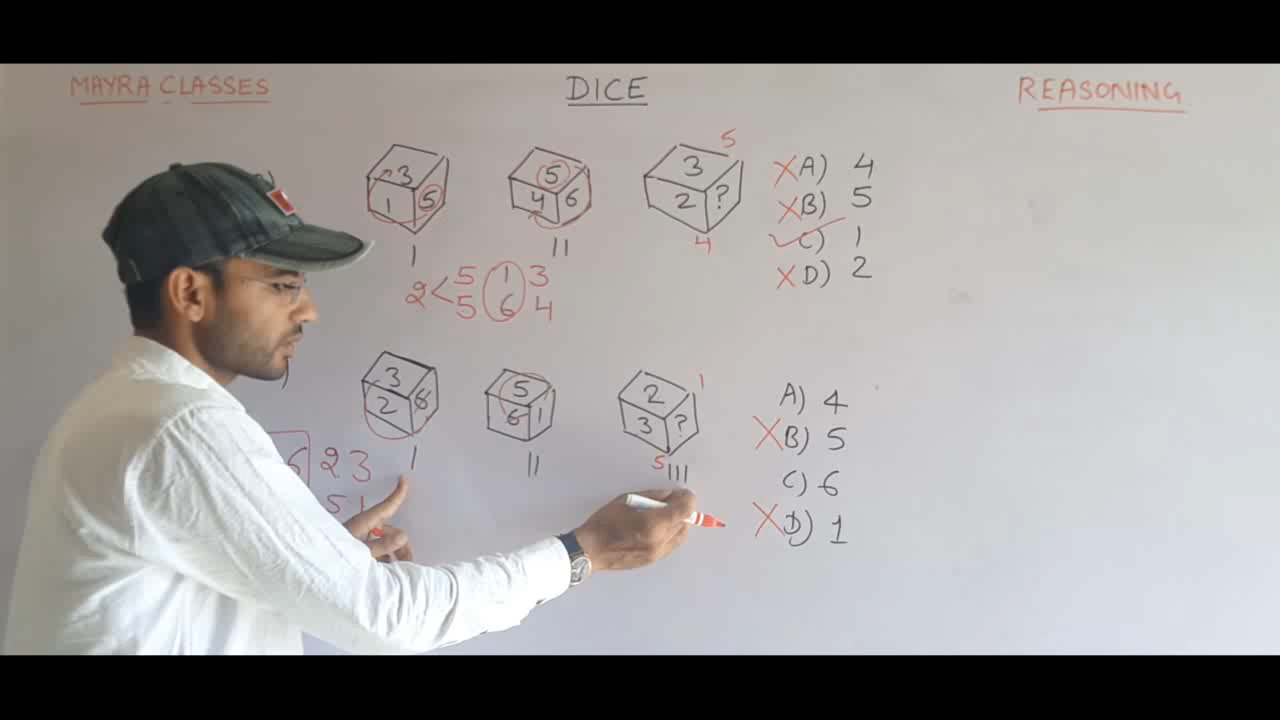 MAYRA CLASSES
DICE
REASONING
3 1 5
I
5 4 6
II
5
3 2 ?
4
X A) 4
X B) 5
C) 1
X D) 2
2 < 5 1 3
5 6 4
3 2 6
I
5 6 1
II
1
2 3 ?
5
III
A) 4
X B) 5
C) 6
X D) 1
6 2 3
5